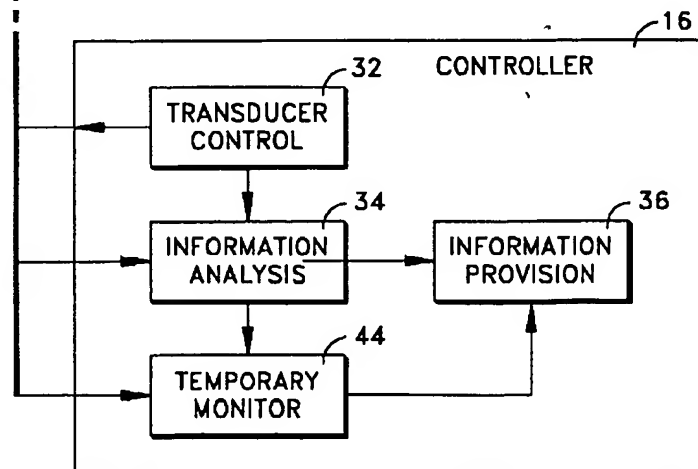 16
CONTROLLER
32
TRANSDUCER
CONTROL
34
INFORMATION
ANALYSIS
36
INFORMATION
PROVISION
44
TEMPORARY
MONITOR